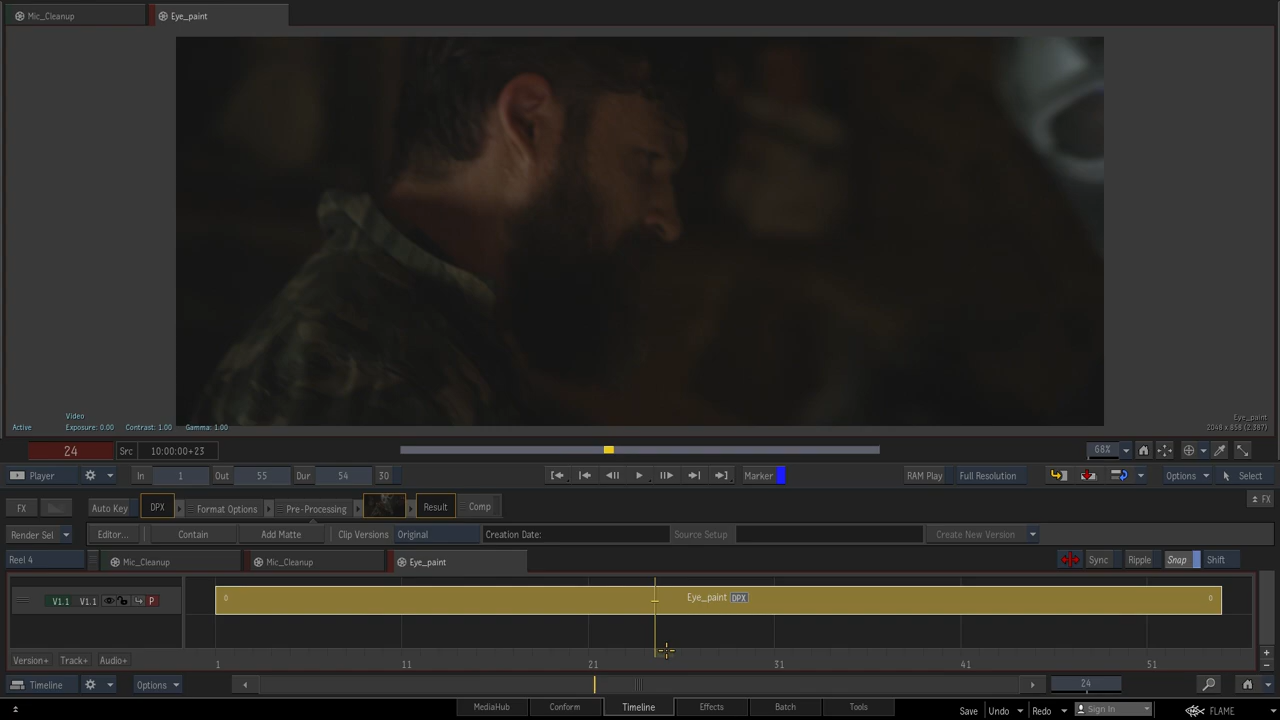 Mic_Cleanup Eye_paint
Video
Active Exposure: 0.00 Contrast: 1.00 Gamma: 1.00
Eye_paint
2048 x 858 (2.387)
24 Src 10:00:00+23 68%
Player In 1 Out 55 Dur 54 30 Marker RAM Play Full Resolution Options Select
FX Auto Key DPX Format Options Pre-Processing Result Comp FX
Render Sel Editor... Contain Add Matte Clip Versions Original Creation Date: Source Setup Create New Version
Reel 4 Mic_Cleanup Mic_Cleanup Eye_paint Sync Ripple Snap Shift
V1.1 V1.1 P 0 Eye_paint DPX 0
Version+ Track+ Audio+ 1 11 21 31 41 51
Timeline Options 24
MediaHub Conform Timeline Effects Batch Tools Save Undo Redo Sign In FLAME